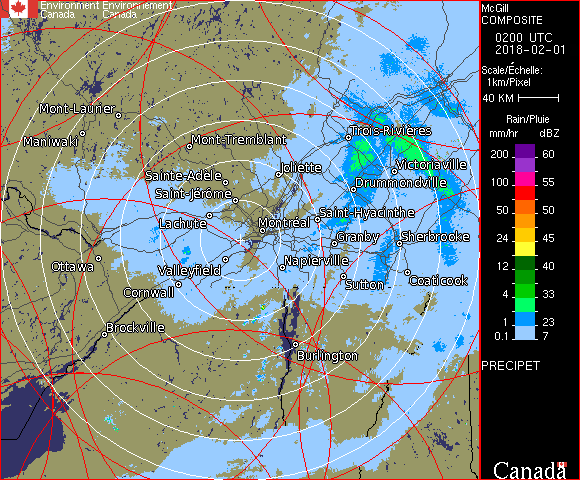 Environment Environnement
Canada Canada
McGill
COMPOSITE
0200 UTC
2018-02-01
Scale/Échelle:
1km/Pixel
40 KM
Rain/Pluie
mm/hr dBZ
200 60
100 55
50 50
24 45
12 40
4 33
1 23
0.1 7
PRECIPET
Canada
Mont-Laurier
Maniwaki
Mont-Tremblant
Trois-Rivières
Joliette
Victoriaville
Sainte-Adèle
Drummondville
Saint-Jérôme
Saint-Hyacinthe
Lachute
Montréal
Granby
Sherbrooke
Ottawa
Valleyfield
Napierville
Cornwall
Sutton
Coaticook
Brockville
Burlington